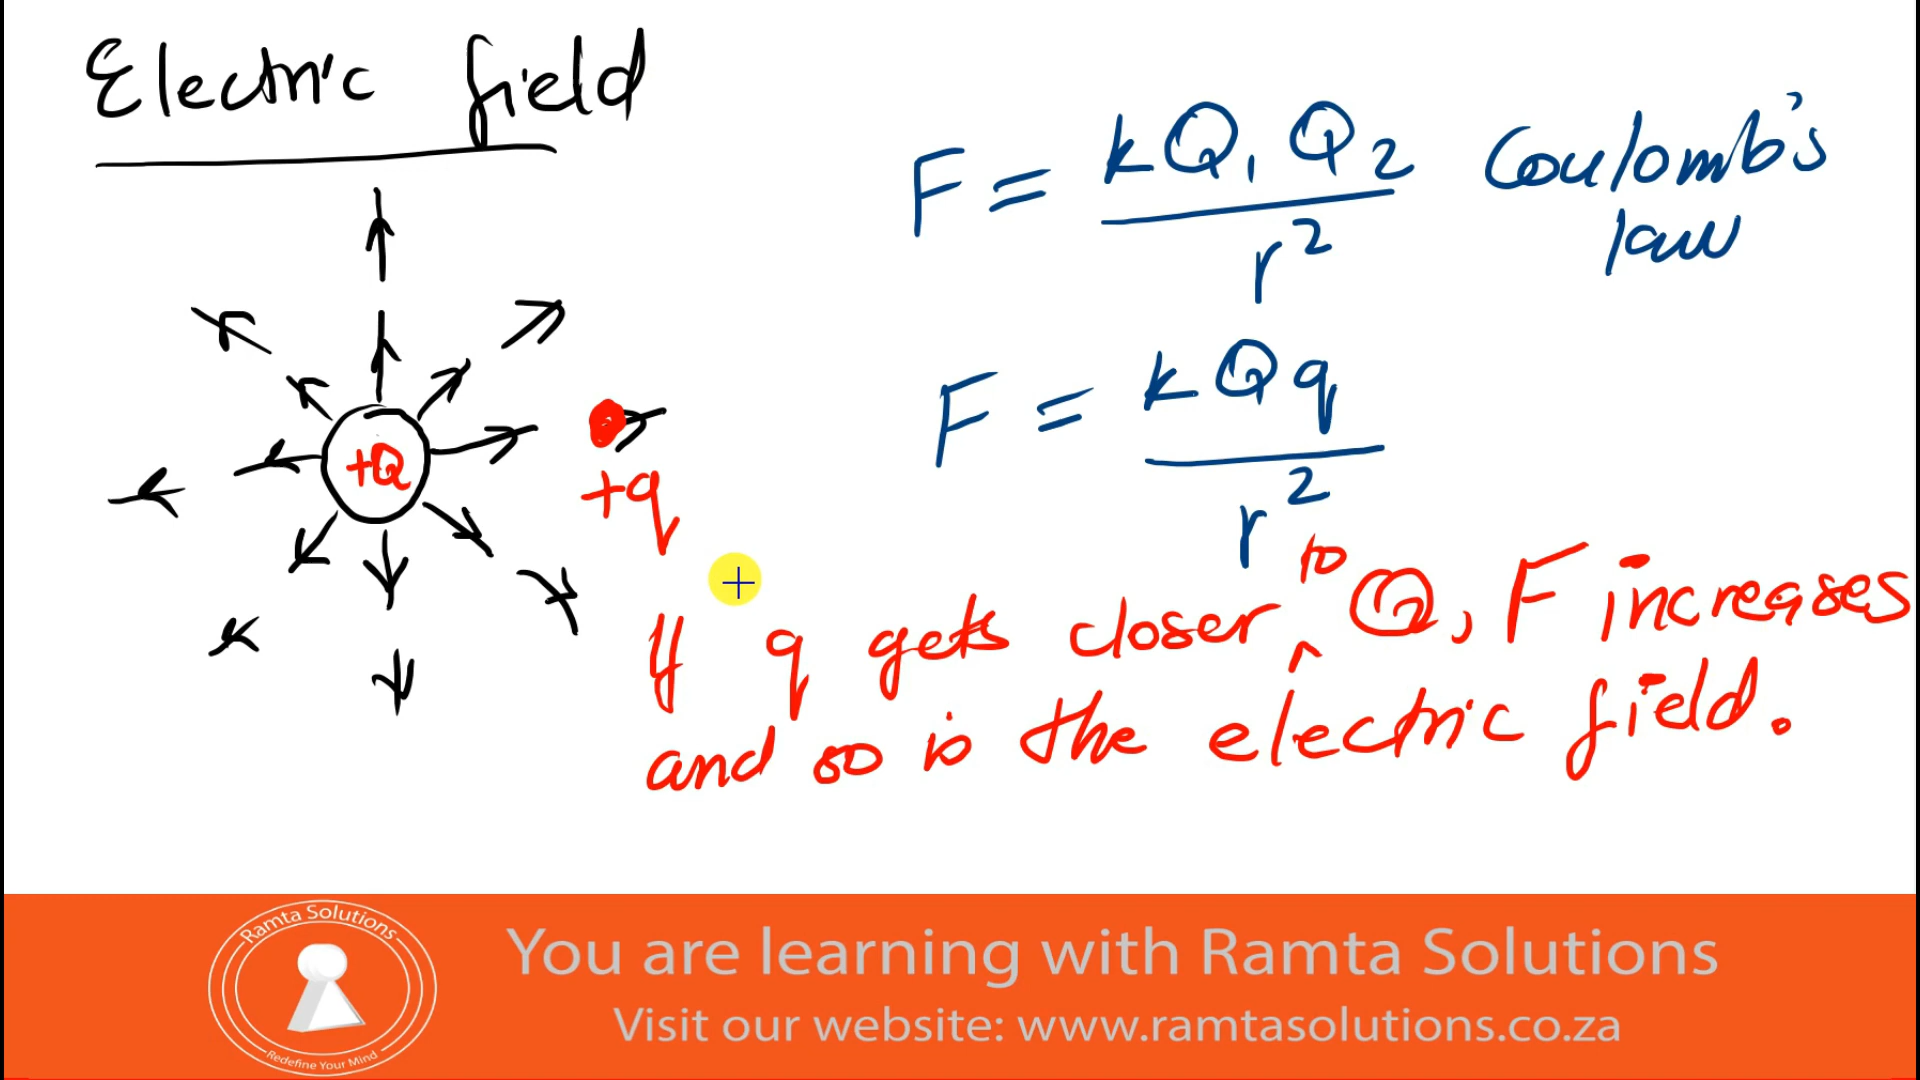 Electric field
F = kQ1Q2 / r² Coulomb's law
+Q
+q
F = kQq / r²
If q gets closer to Q, F increases
and so is the electric field.
Ramta Solutions
Redefine Your Mind
You are learning with Ramta Solutions
Visit our website: www.ramtasolutions.co.za